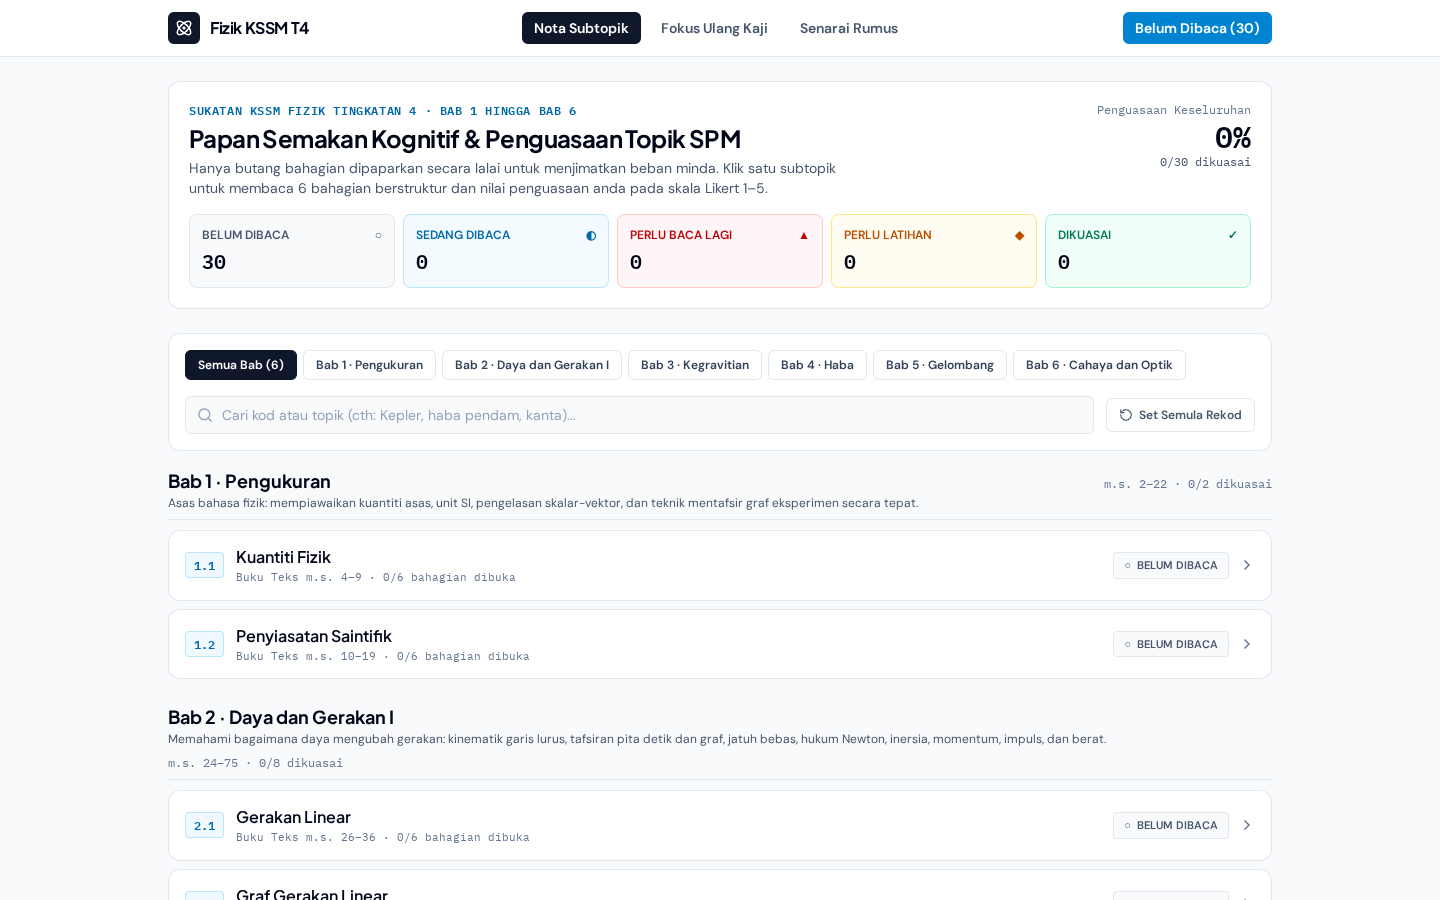 Fizik KSSM T4
Nota Subtopik
Fokus Ulang Kaji
Senarai Rumus
Belum Dibaca (30)
SUKATAN KSSM FIZIK TINGKATAN 4 · BAB 1 HINGGA BAB 6
Papan Semakan Kognitif & Penguasaan Topik SPM
Hanya butang bahagian dipaparkan secara lalai untuk menjimatkan beban minda. Klik satu subtopik
untuk membaca 6 bahagian berstruktur dan nilai penguasaan anda pada skala Likert 1–5.
Penguasaan Keseluruhan
0%
0/30 dikuasai
BELUM DIBACA ○
30
SEDANG DIBACA ◐
0
PERLU BACA LAGI ▲
0
PERLU LATIHAN ◆
0
DIKUASAI ✓
0
Semua Bab (6)
Bab 1 · Pengukuran
Bab 2 · Daya dan Gerakan I
Bab 3 · Kegravitian
Bab 4 · Haba
Bab 5 · Gelombang
Bab 6 · Cahaya dan Optik
Cari kod atau topik (cth: Kepler, haba pendam, kanta)...
Set Semula Rekod
Bab 1 · Pengukuran
m.s. 2–22 · 0/2 dikuasai
Asas bahasa fizik: mempiawaikan kuantiti asas, unit SI, pengelasan skalar-vektor, dan teknik mentafsir graf eksperimen secara tepat.
1.1
Kuantiti Fizik
Buku Teks m.s. 4–9 · 0/6 bahagian dibuka
○ BELUM DIBACA
1.2
Penyiasatan Saintifik
Buku Teks m.s. 10–19 · 0/6 bahagian dibuka
○ BELUM DIBACA
Bab 2 · Daya dan Gerakan I
Memahami bagaimana daya mengubah gerakan: kinematik garis lurus, tafsiran pita detik dan graf, jatuh bebas, hukum Newton, inersia, momentum, impuls, dan berat.
m.s. 24–75 · 0/8 dikuasai
2.1
Gerakan Linear
Buku Teks m.s. 26–36 · 0/6 bahagian dibuka
○ BELUM DIBACA
Graf Gerakan Linear